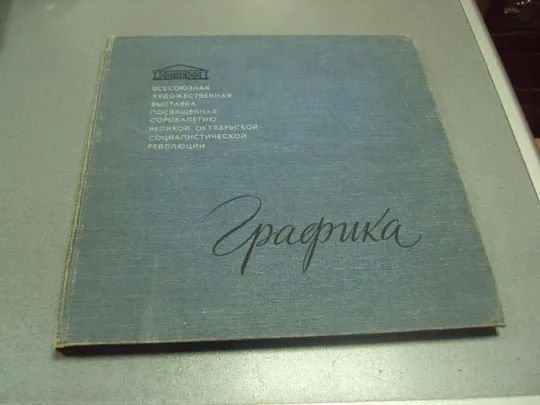 ВСЕСОЮЗНАЯ
ХУДОЖЕСТВЕННАЯ
ВЫСТАВКА
ПОСВЯЩЕННАЯ
СОРОКАЛЕТИЮ
ВЕЛИКОЙ ОКТЯБРЬСКОЙ
СОЦИАЛИСТИЧЕСКОЙ
РЕВОЛЮЦИИ
Графика